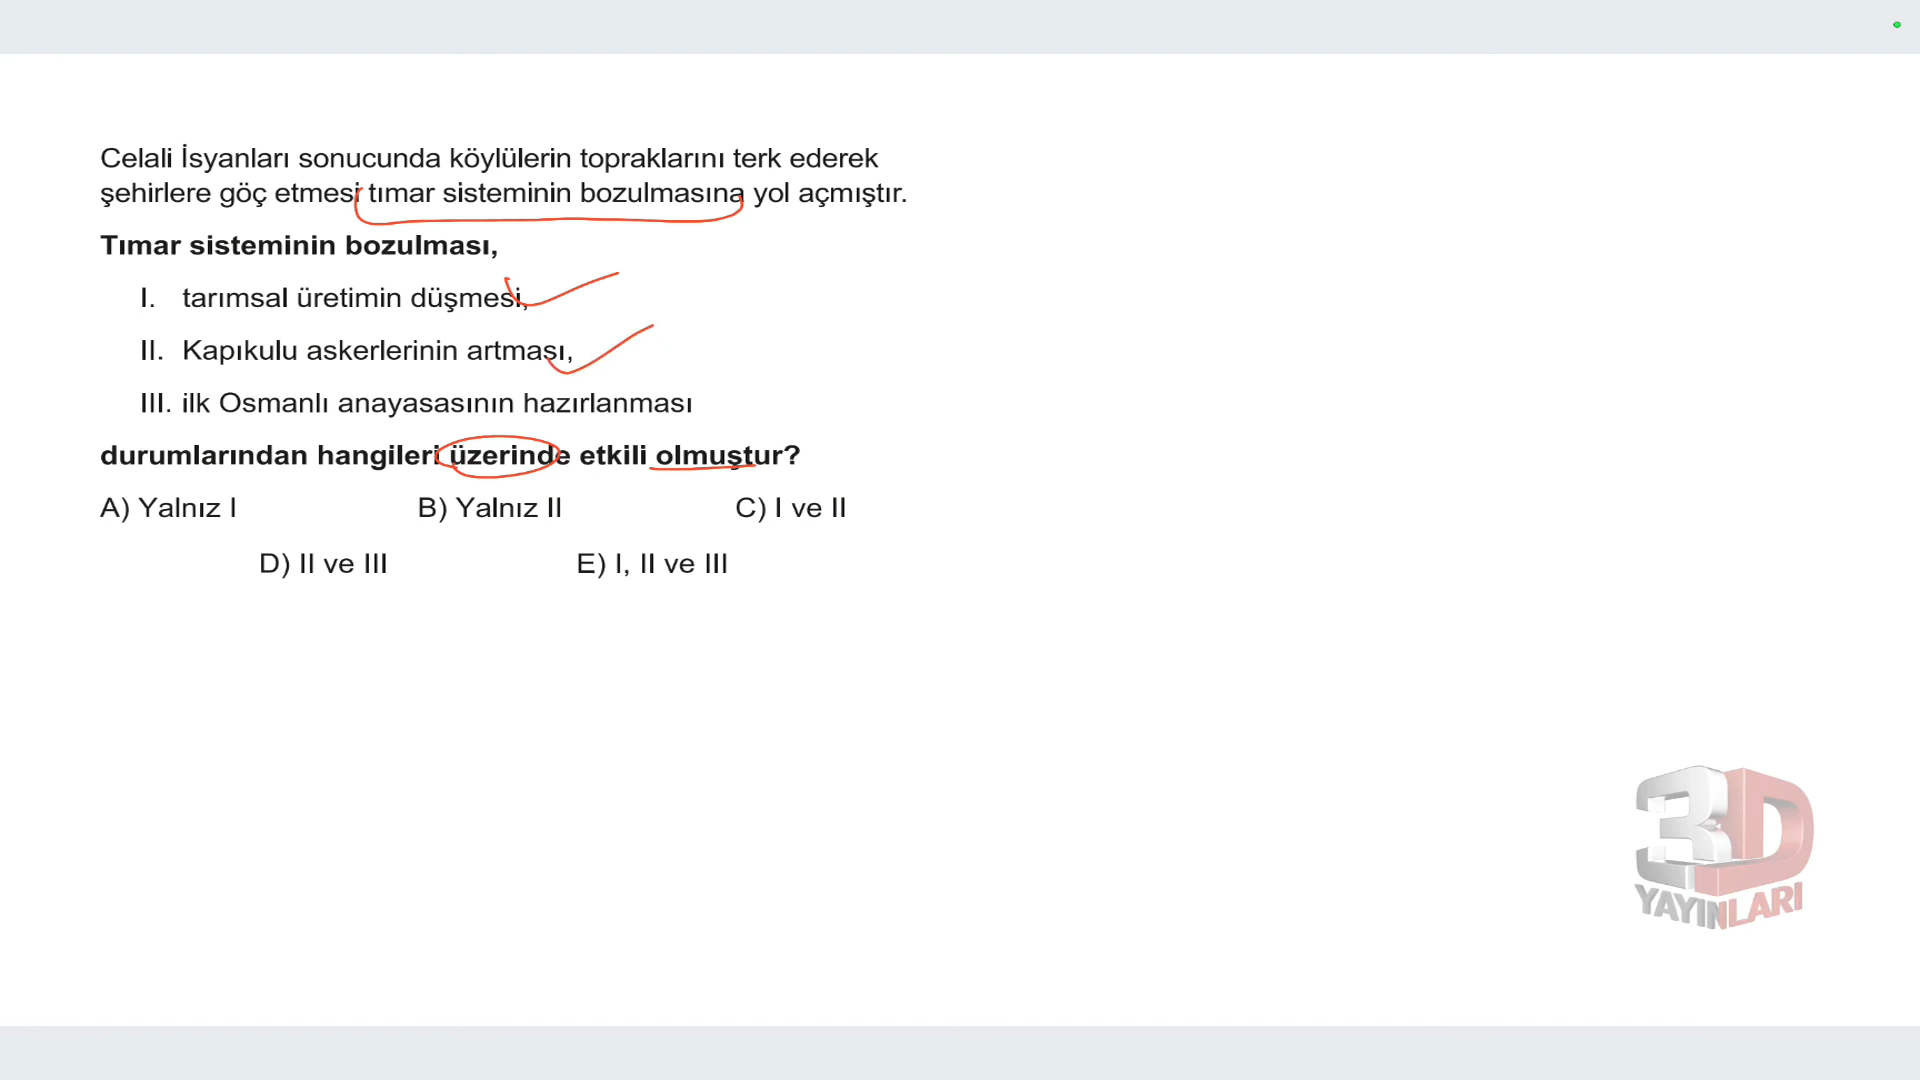 Celali İsyanları sonucunda köylülerin topraklarını terk ederek
şehirlere göç etmesi tımar sisteminin bozulmasına yol açmıştır.
Tımar sisteminin bozulması,
I. tarımsal üretimin düşmesi,
II. Kapıkulu askerlerinin artması,
III. ilk Osmanlı anayasasının hazırlanması
durumlarından hangileri üzerinde etkili olmuştur?
A) Yalnız I B) Yalnız II C) I ve II
D) II ve III E) I, II ve III
3D
YAYINLARI